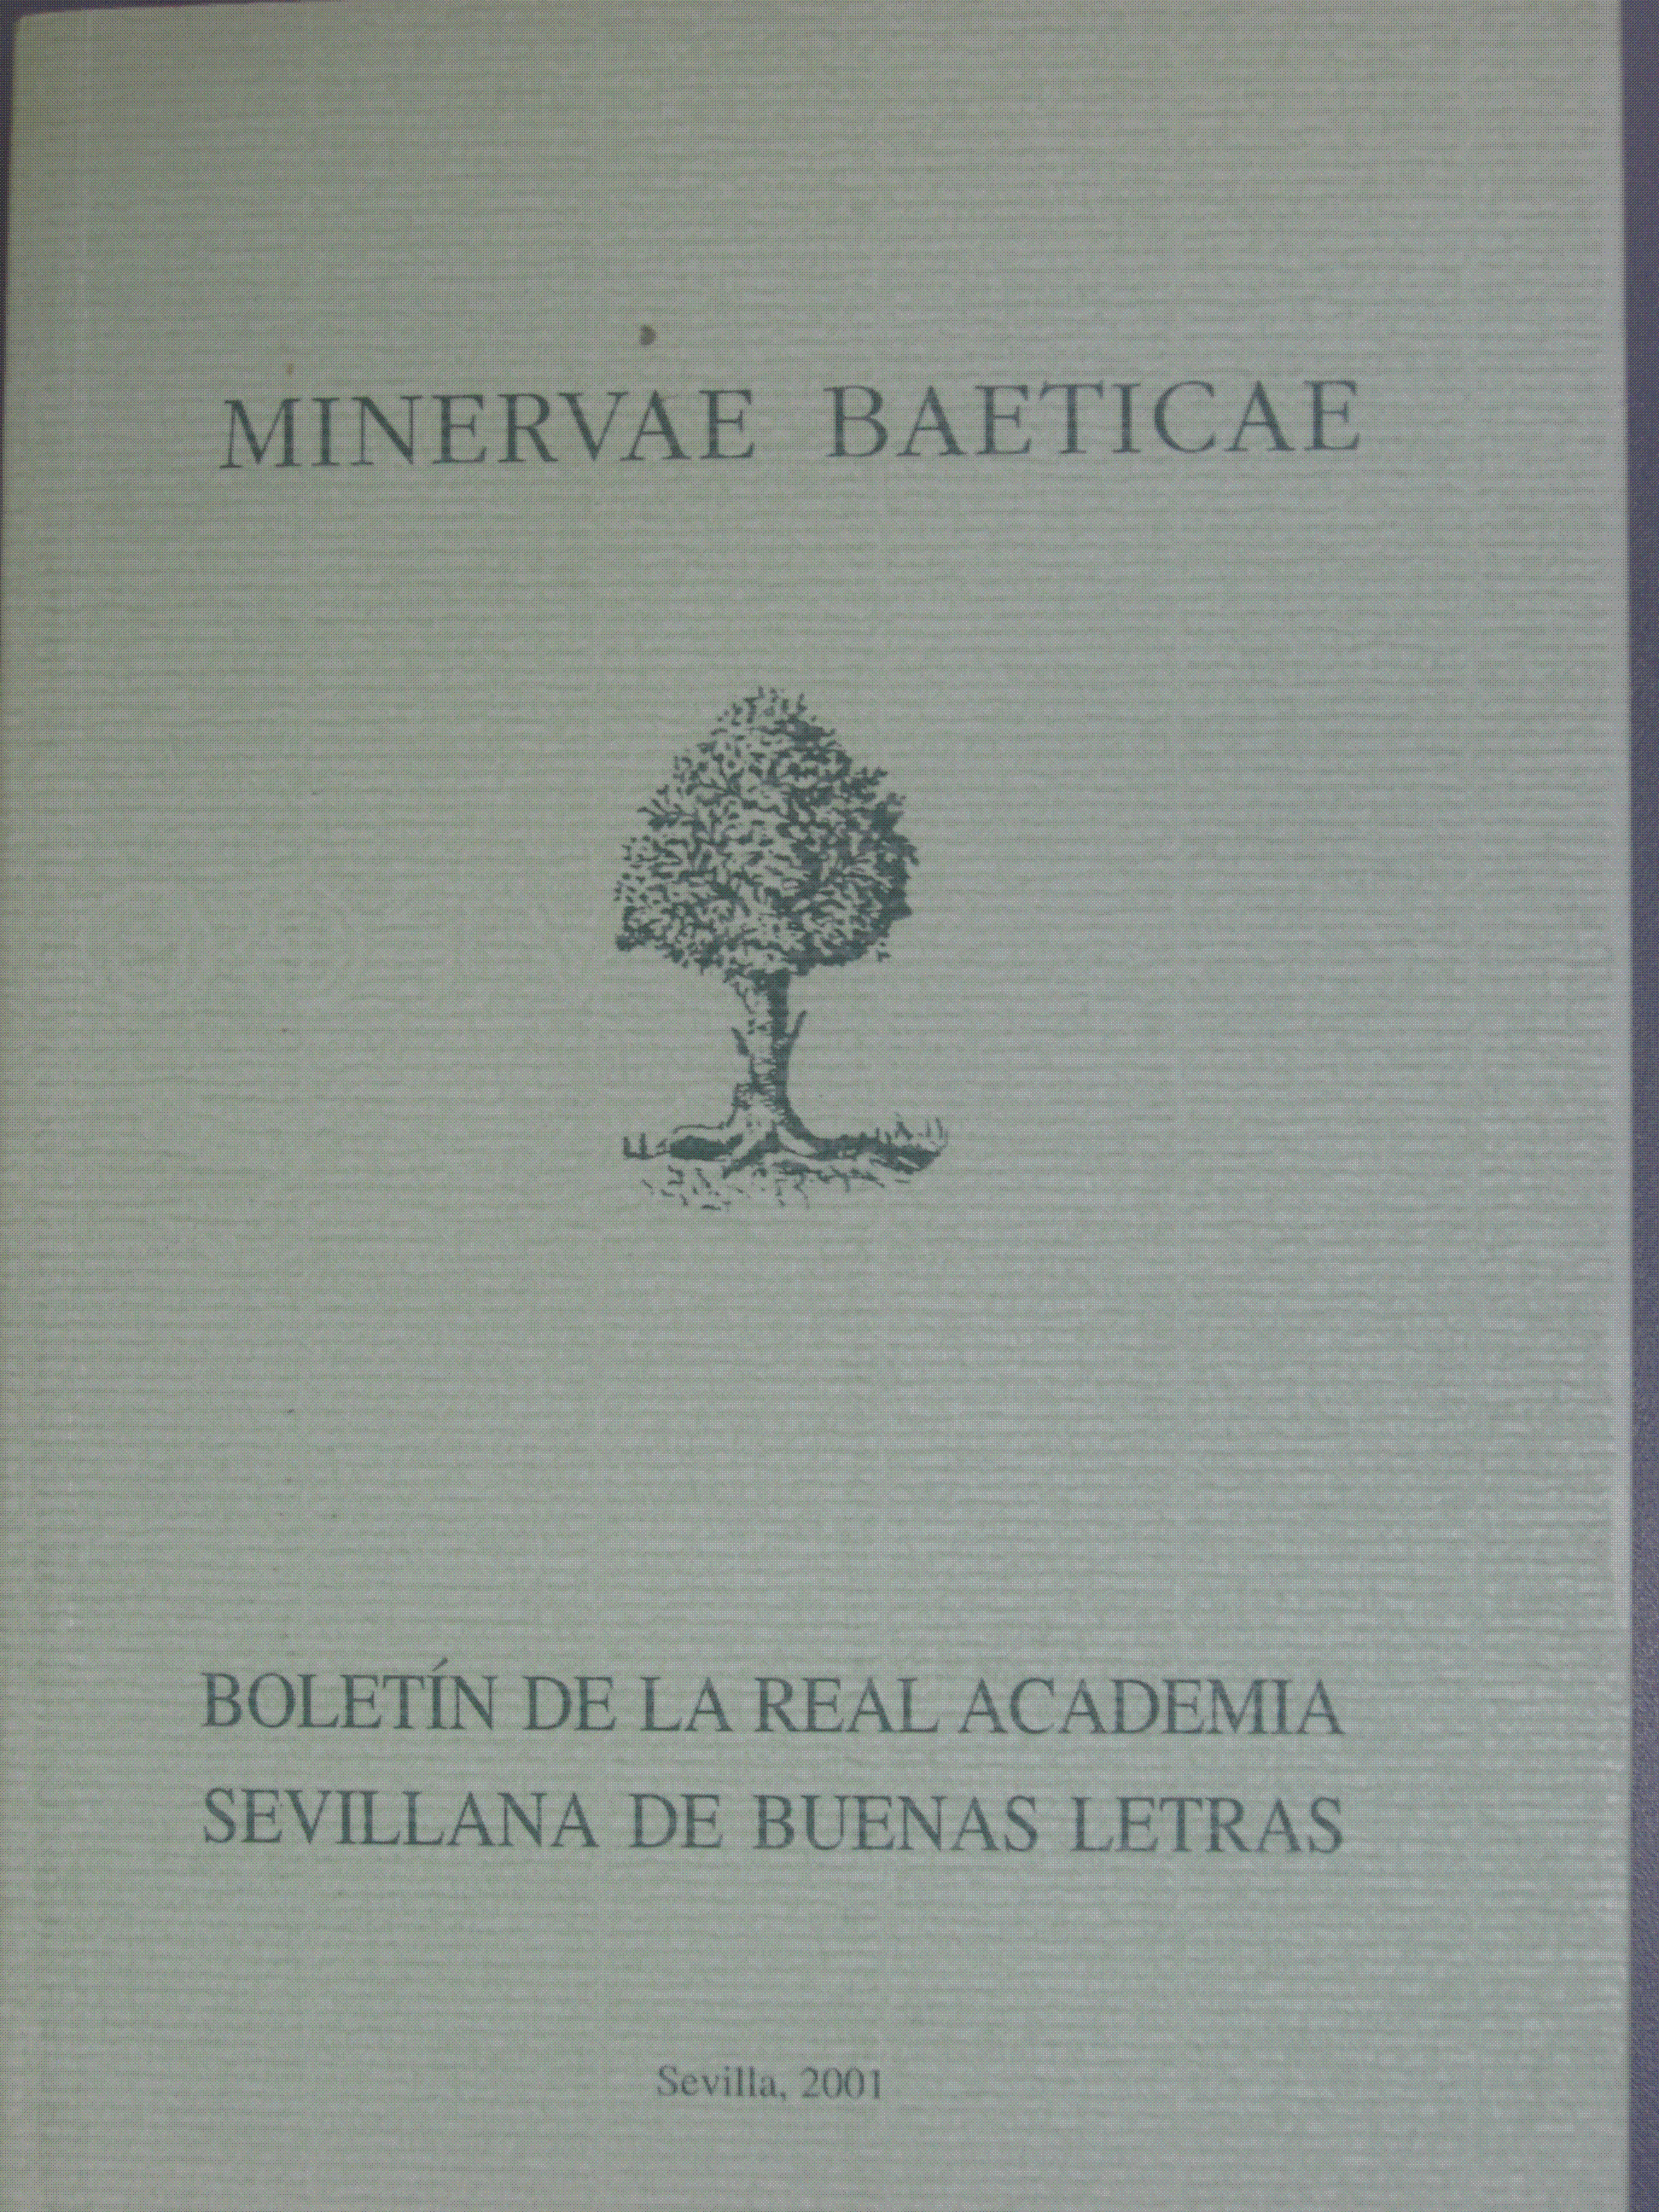 MINERVAE BAETICAE
BOLETÍN DE LA REAL ACADEMIA
SEVILLANA DE BUENAS LETRAS
Sevilla, 2001